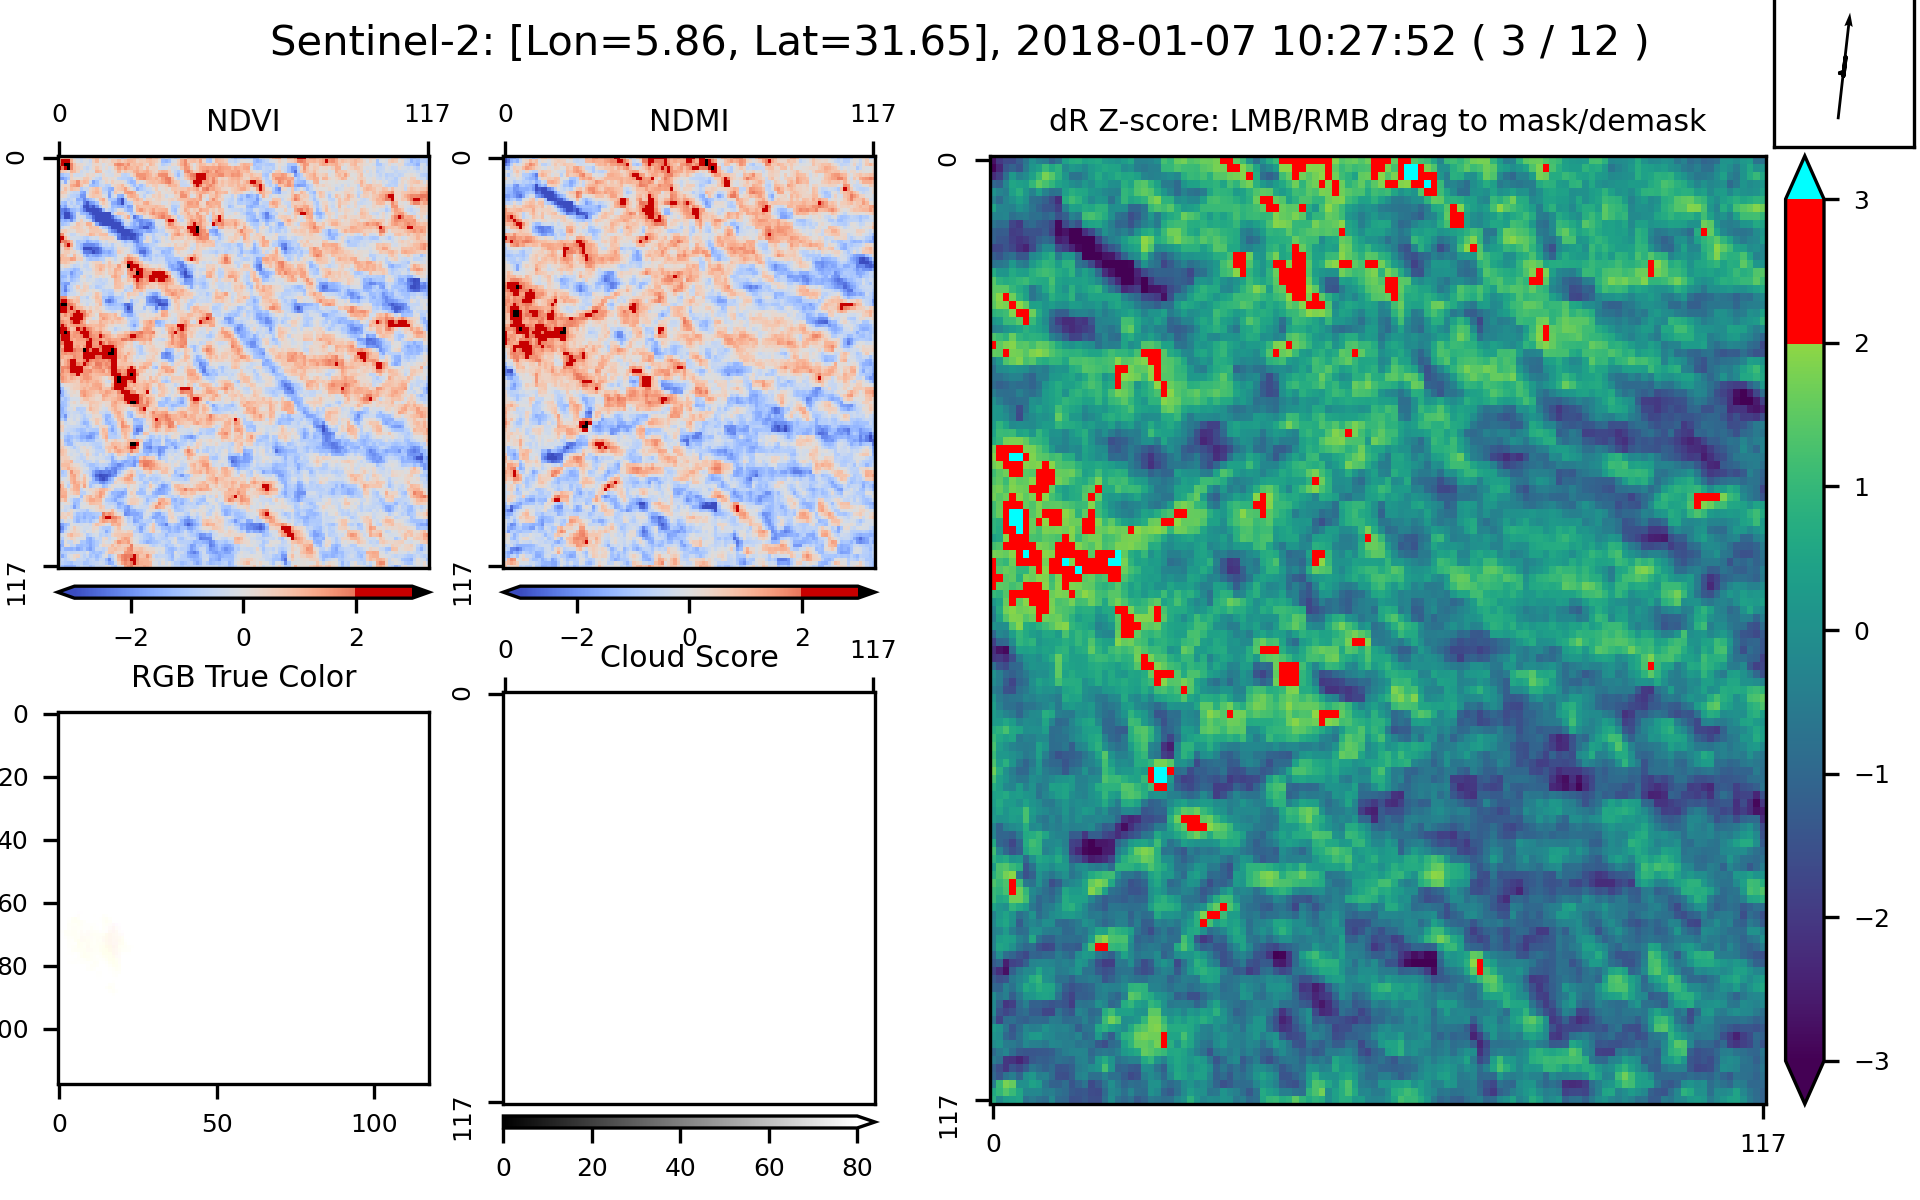 Sentinel-2: [Lon=5.86, Lat=31.65], 2018-01-07 10:27:52 ( 3 / 12 )
0 NDVI 117
0
117
−2 0 2
0 NDMI 117
0
117
−2 0 2
dR Z-score: LMB/RMB drag to mask/demask
0
117
0 117
3
2
1
0
−1
−2
−3
RGB True Color
0
20
40
60
80
00
0 50 100
0 Cloud Score 117
0
117
0 20 40 60 80